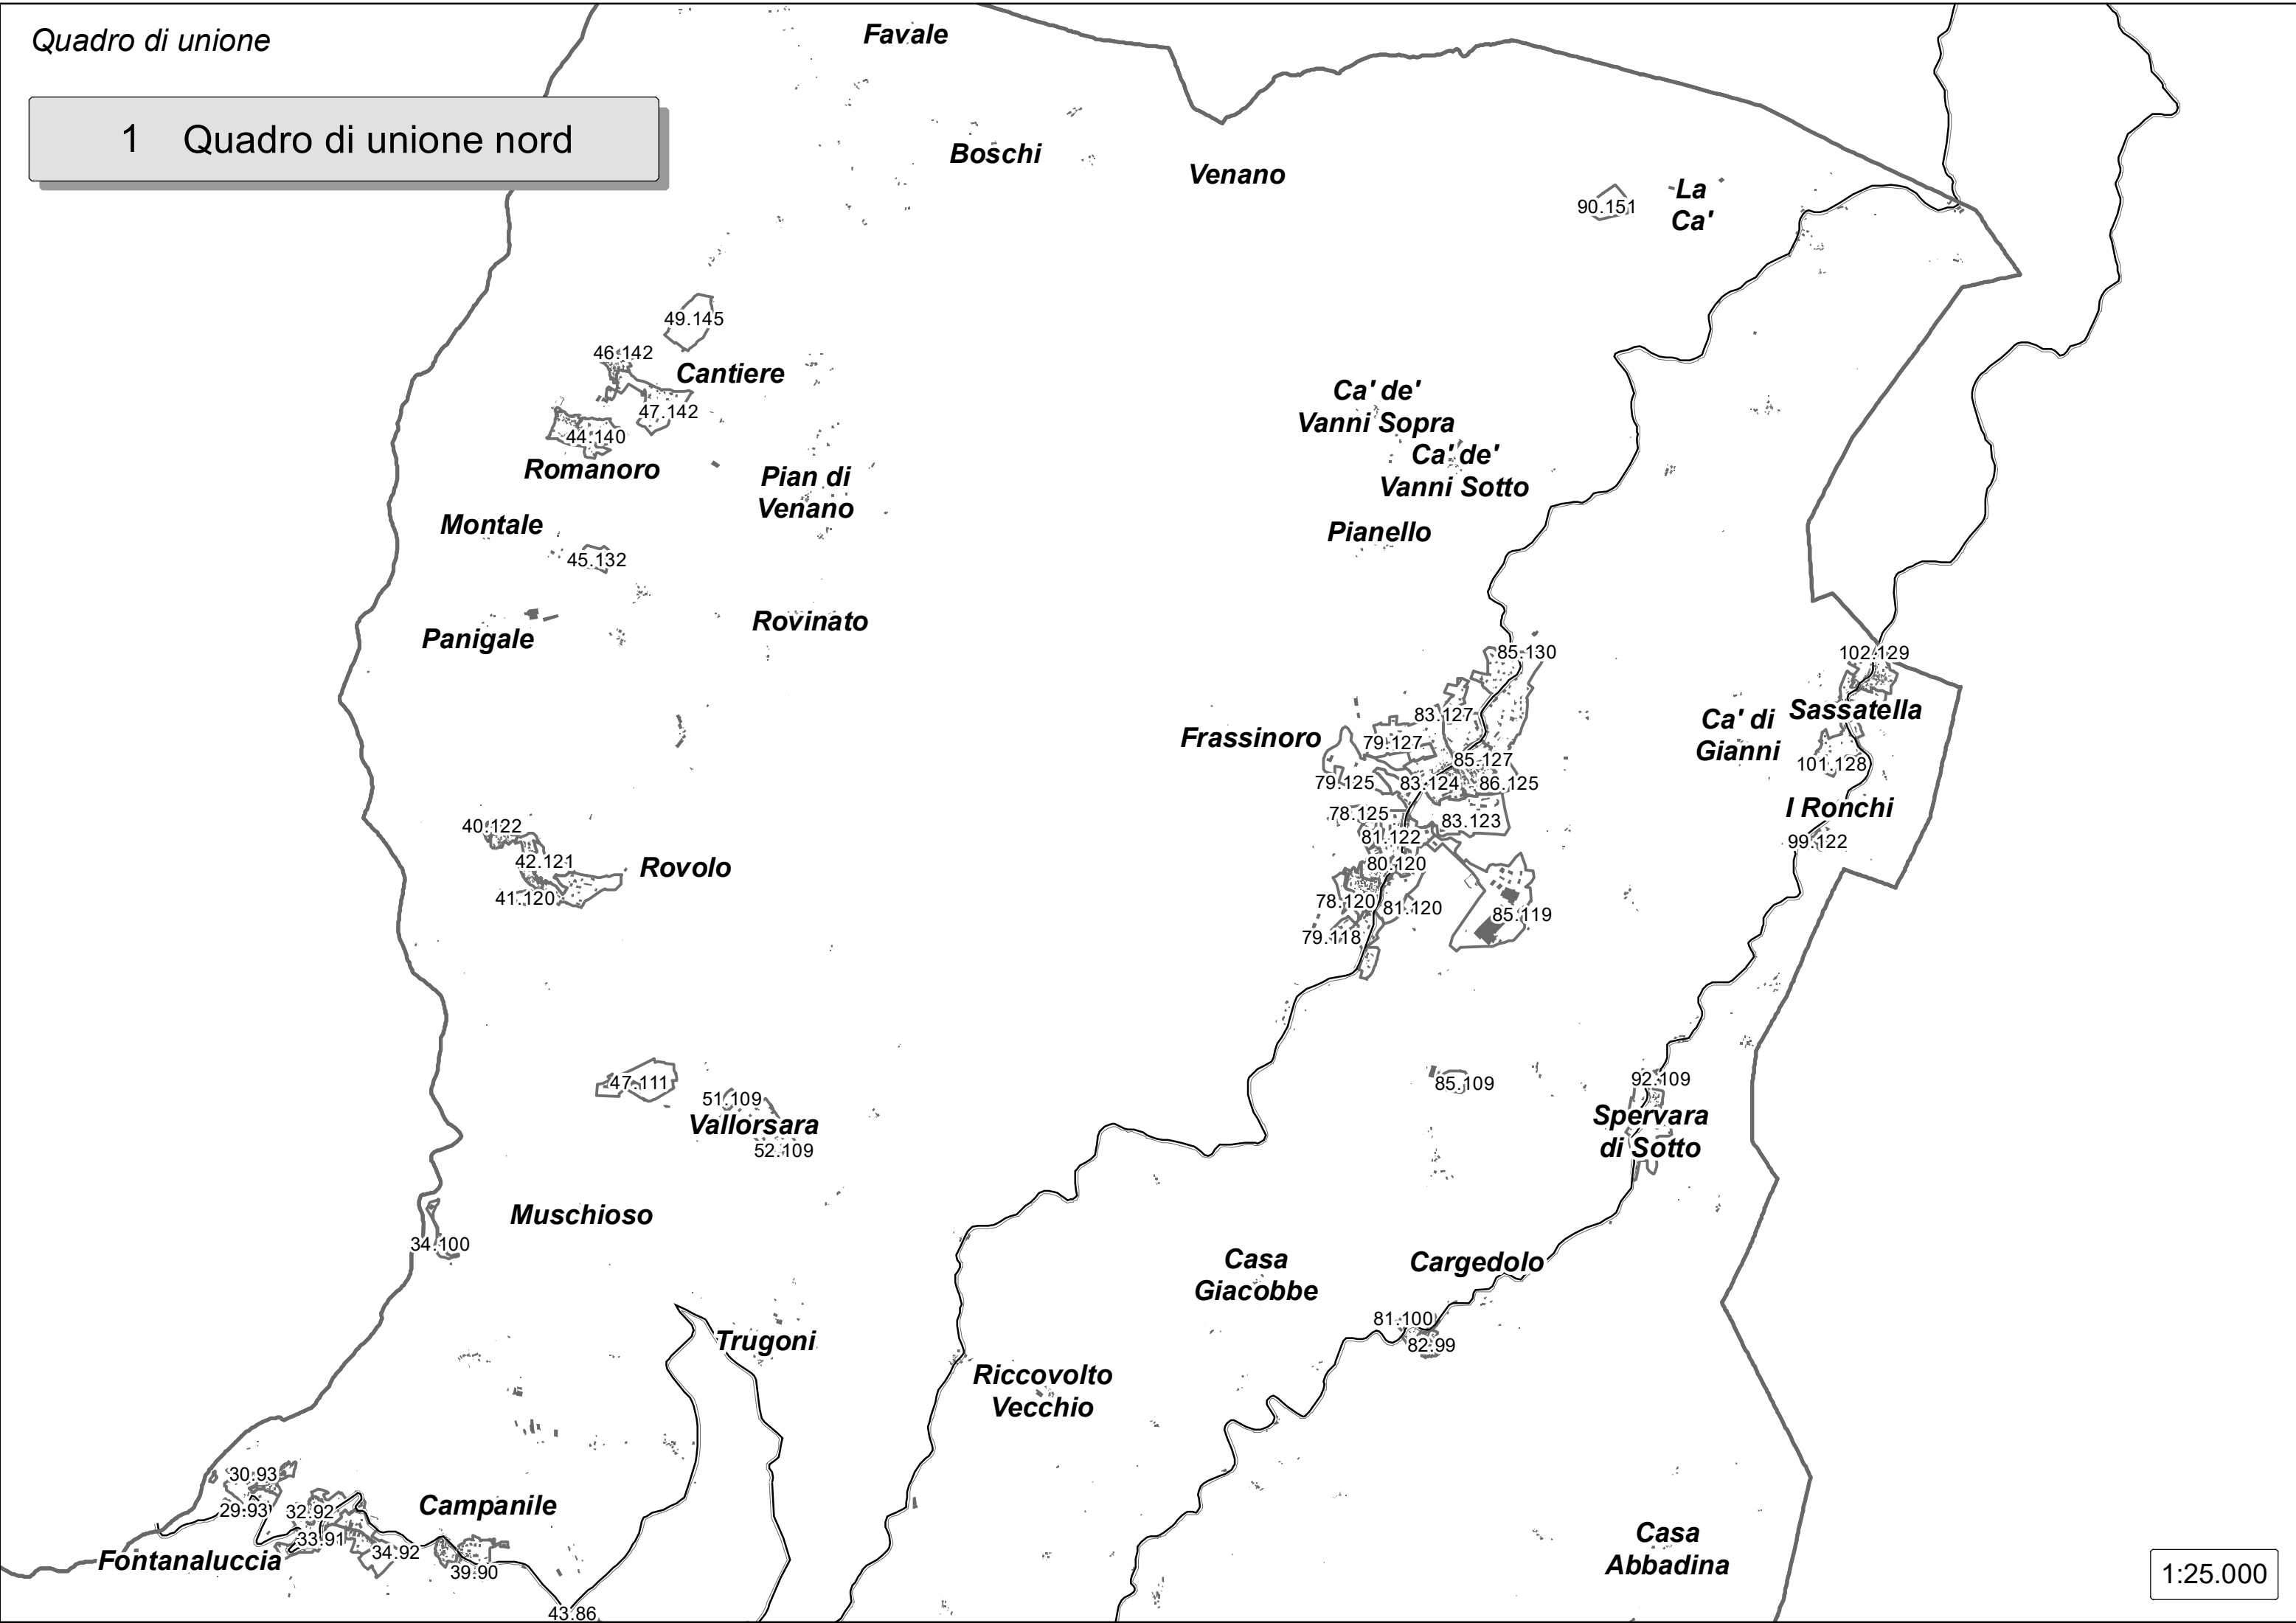 Quadro di unione
1 Quadro di unione nord
Favale
Boschi
Venano
90.151
La
Ca'
49.145
46.142
Cantiere
47.142
44.140
Romanoro
Ca' de'
Vanni Sopra
Ca' de'
Vanni Sotto
Pian di
Venano
Montale
Pianello
45.132
Rovinato
Panigale
85.130
102.129
Sassatella
Ca' di
Gianni
83.127
Frassinoro
79.127
85.127
101.128
79.125
83.124
86.125
I Ronchi
78.125
83.123
40.122
81.122
99.122
42.121
Rovolo
80.120
41.120
78.120
81.120
85.119
79.118
47.111
51.109
85.109
92.109
Vallorsara
Spervara
di Sotto
52.109
Muschioso
34.100
Casa
Giacobbe
Cargedolo
81.100
Trugoni
82.99
Riccovolto
Vecchio
30.93
29.93
32.92
Campanile
33.91
34.92
Fontanaluccia
39.90
Casa
Abbadina
1:25.000
43.86